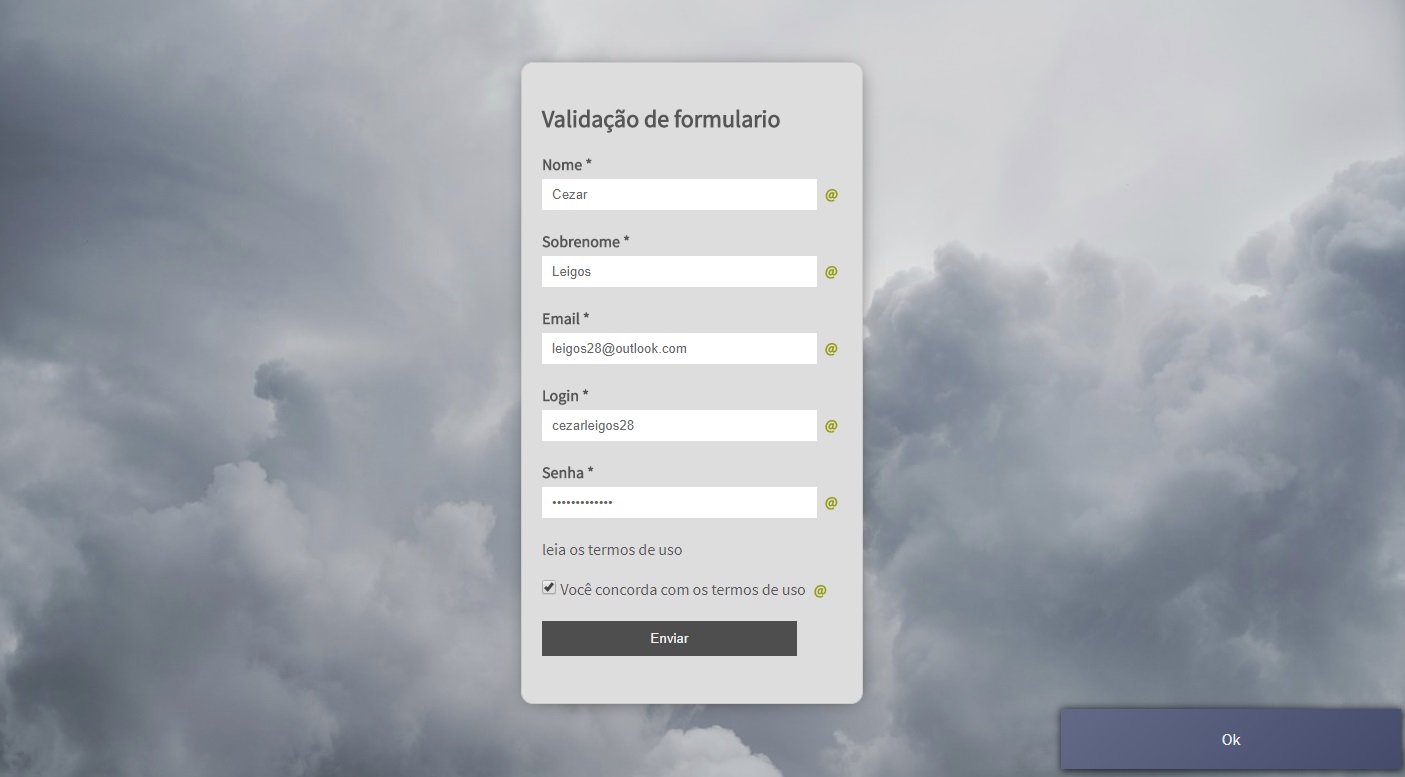 Validação de formulario
Nome *
Cezar @
Sobrenome *
Leigos @
Email *
leigos28@outlook.com @
Login *
cezarleigos28 @
Senha *
••••••••••••• @
leia os termos de uso
Você concorda com os termos de uso @
Enviar
Ok